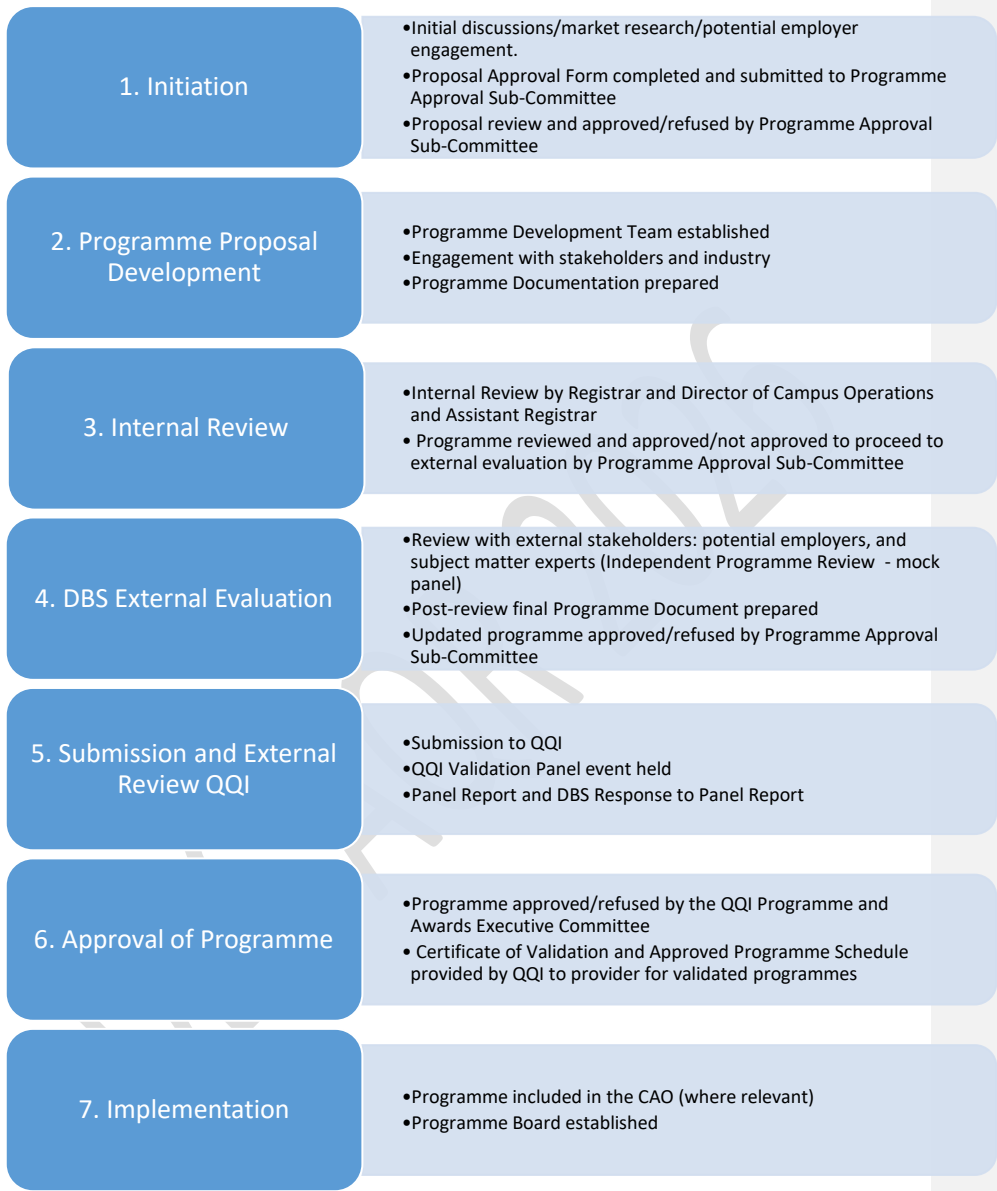 1. Initiation
•Initial discussions/market research/potential employer
engagement.
•Proposal Approval Form completed and submitted to Programme
Approval Sub-Committee
•Proposal review and approved/refused by Programme Approval
Sub-Committee
2. Programme Proposal
Development
•Programme Development Team established
•Engagement with stakeholders and industry
•Programme Documentation prepared
3. Internal Review
•Internal Review by Registrar and Director of Campus Operations
and Assistant Registrar
• Programme reviewed and approved/not approved to proceed to
external evaluation by Programme Approval Sub-Committee
4. DBS External Evaluation
•Review with external stakeholders: potential employers, and
subject matter experts (Independent Programme Review - mock
panel)
•Post-review final Programme Document prepared
•Updated programme approved/refused by Programme Approval
Sub-Committee
5. Submission and External
Review QQI
•Submission to QQI
•QQI Validation Panel event held
•Panel Report and DBS Response to Panel Report
6. Approval of Programme
•Programme approved/refused by the QQI Programme and
Awards Executive Committee
• Certificate of Validation and Approved Programme Schedule
provided by QQI to provider for validated programmes
7. Implementation
•Programme included in the CAO (where relevant)
•Programme Board established